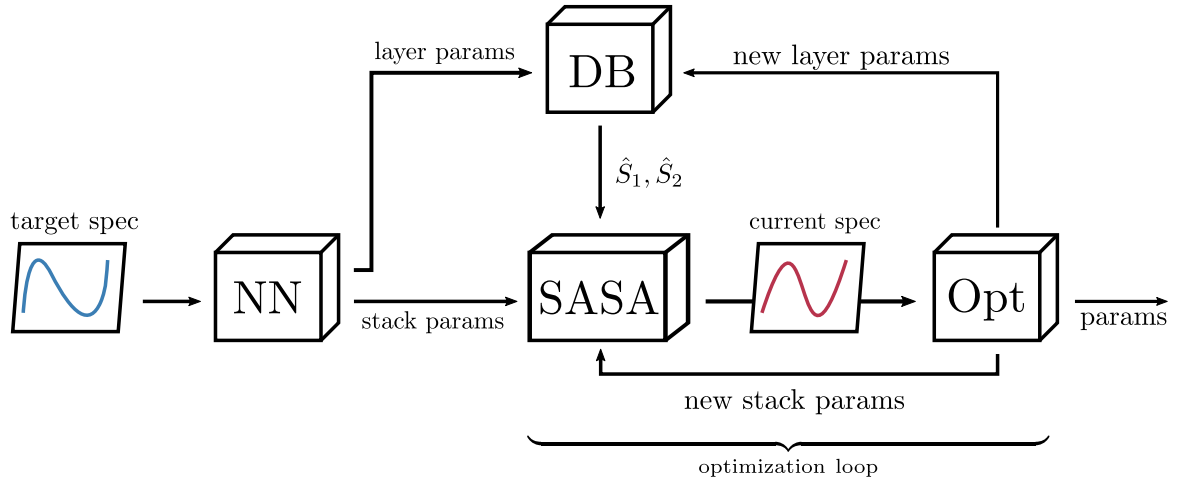 DB
layer params
new layer params
Ŝ₁, Ŝ₂
target spec
current spec
NN
SASA
Opt
stack params
params
new stack params
optimization loop